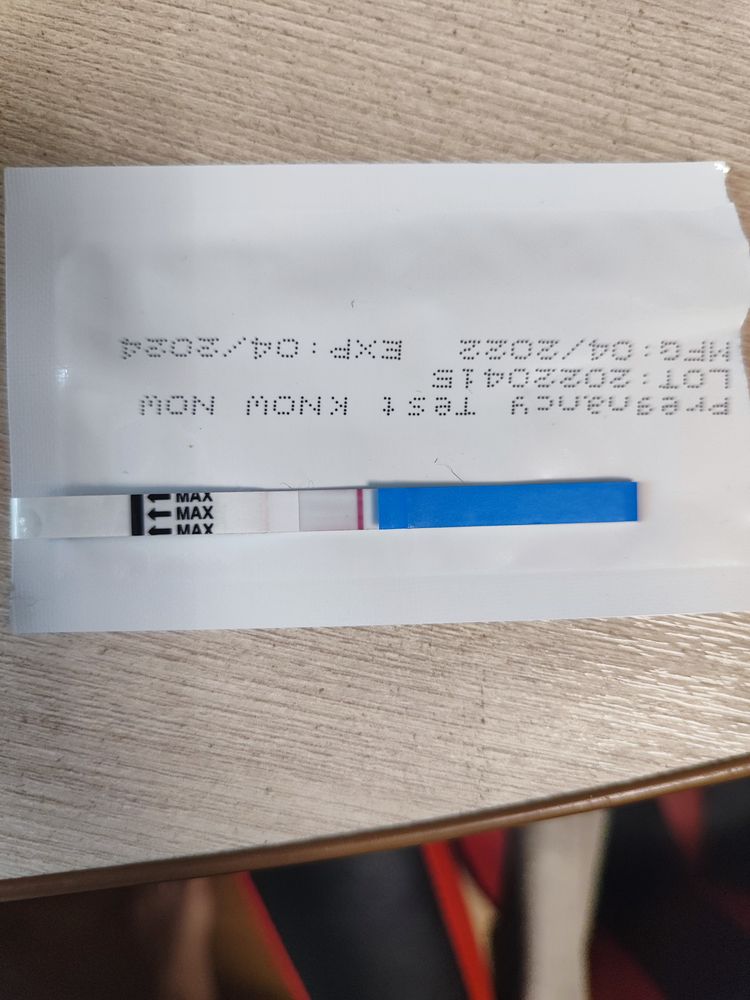 Pregnancy Test KNOW NOW
LOT:20220415
MFG:04/2022 EXP:04/2024
MAX
MAX
MAX